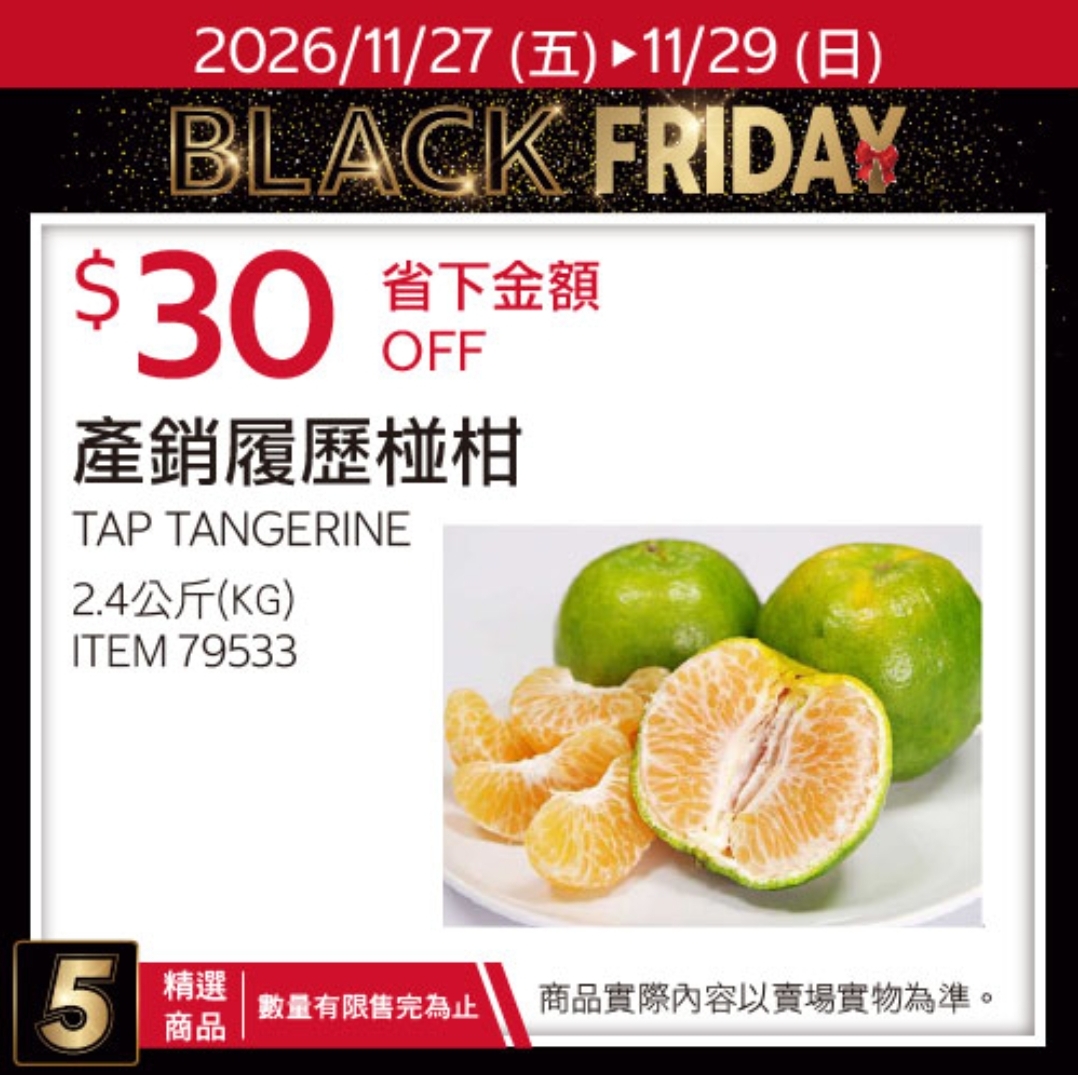 2026/11/27 (五)▶11/29 (日)
BLACK FRIDAY
$30 省下金額
OFF
產銷履歷椪柑
TAP TANGERINE
2.4公斤(KG)
ITEM 79533
5 精選商品 數量有限售完為止 商品實際內容以賣場實物為準。